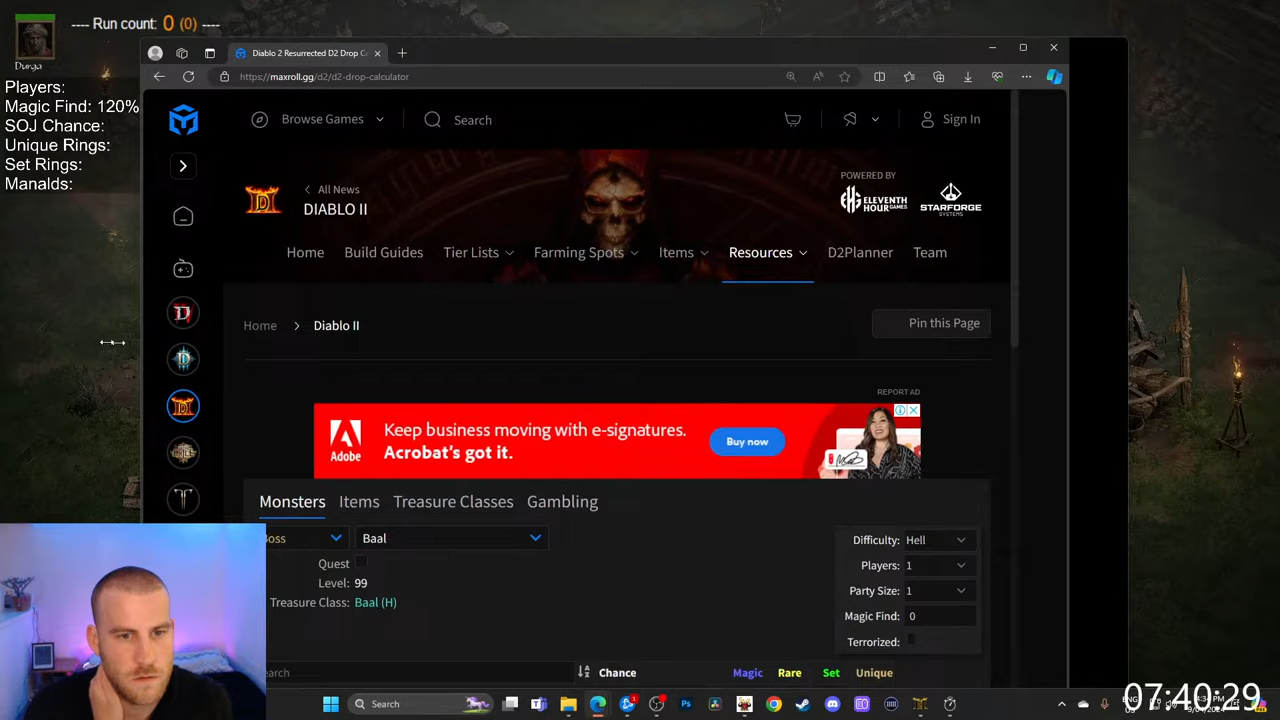 ---- Run count: 0 (0) ----
Durga
Players:
Magic Find: 120%
SOJ Chance:
Unique Rings:
Set Rings:
Manalds:
Diablo 2 Resurrected D2 Drop Ca
https://maxroll.gg/d2/d2-drop-calculator
Browse Games
Search
Sign In
All News
DIABLO II
POWERED BY
ELEVENTH HOUR GAMES
STARFORGE SYSTEMS
Home
Build Guides
Tier Lists
Farming Spots
Items
Resources
D2Planner
Team
Home
Diablo II
Pin this Page
REPORT AD
Adobe
Keep business moving with e-signatures.
Acrobat's got it.
Buy now
Monsters
Items
Treasure Classes
Gambling
oss
Baal
Quest
Level: 99
Treasure Class: Baal (H)
Difficulty: Hell
Players: 1
Party Size: 1
Magic Find: 0
Terrorized:
earch
Chance
Magic
Rare
Set
Unique
Search
07:40:29